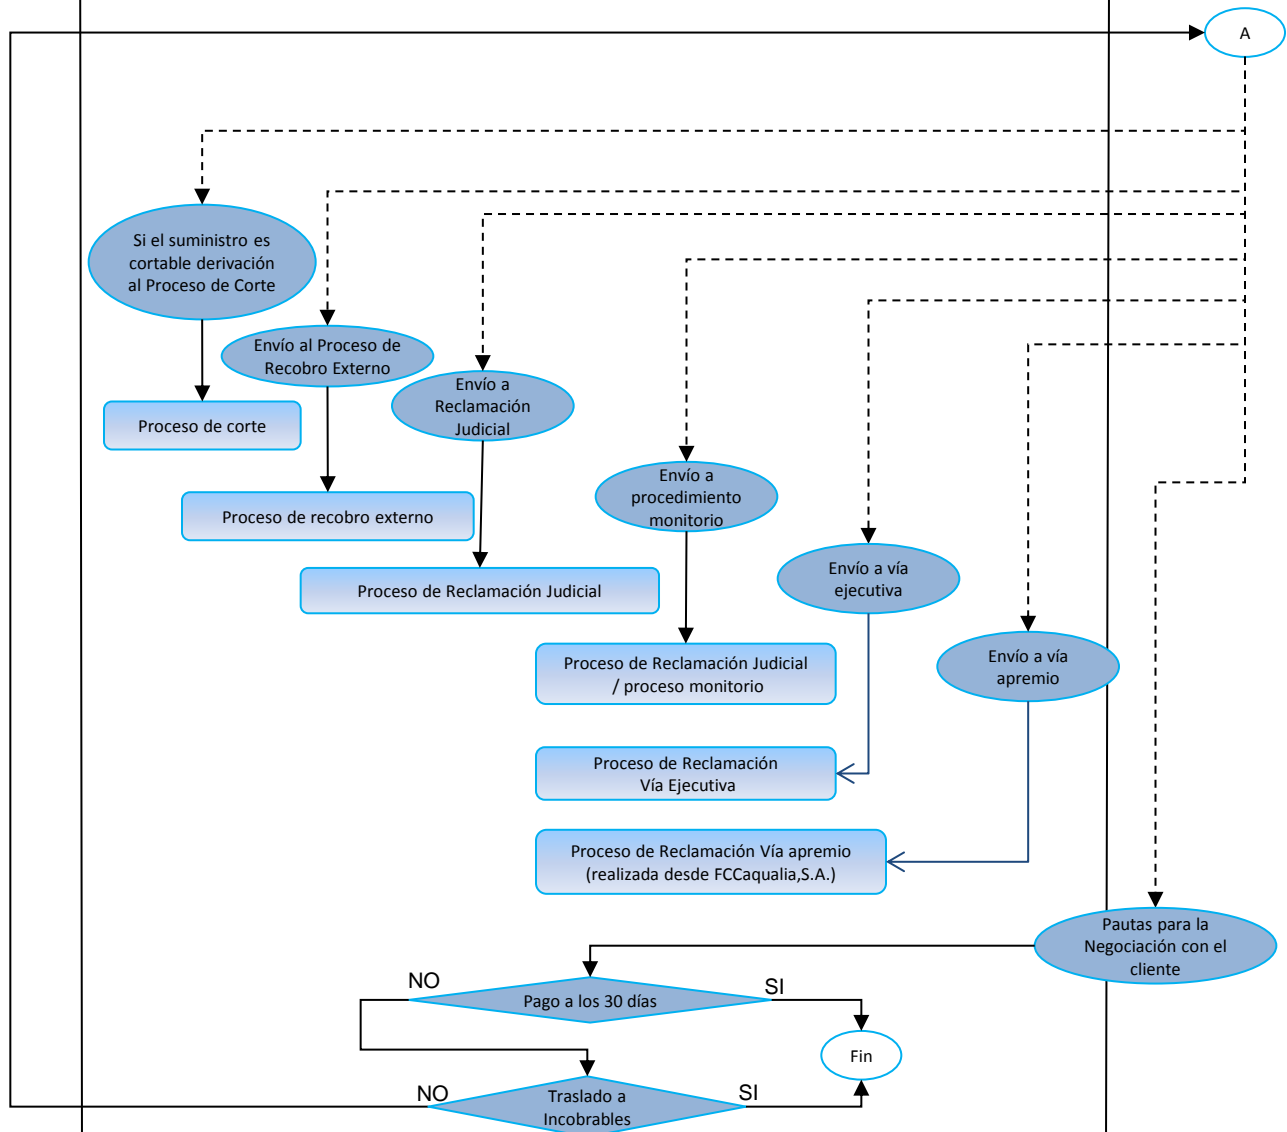 A
Si el suministro es
cortable derivación
al Proceso de Corte
Envío al Proceso de
Recobro Externo
Envío a
Reclamación
Judicial
Proceso de corte
Envío a
procedimiento
monitorio
Proceso de recobro externo
Envío a vía
ejecutiva
Proceso de Reclamación Judicial
Envío a vía
apremio
Proceso de Reclamación Judicial
/ proceso monitorio
Proceso de Reclamación
Vía Ejecutiva
Proceso de Reclamación Vía apremio
(realizada desde FCCaqualia,S.A.)
Pautas para la
Negociación con el
cliente
NO
Pago a los 30 días
SI
Fin
NO
Traslado a
Incobrables
SI